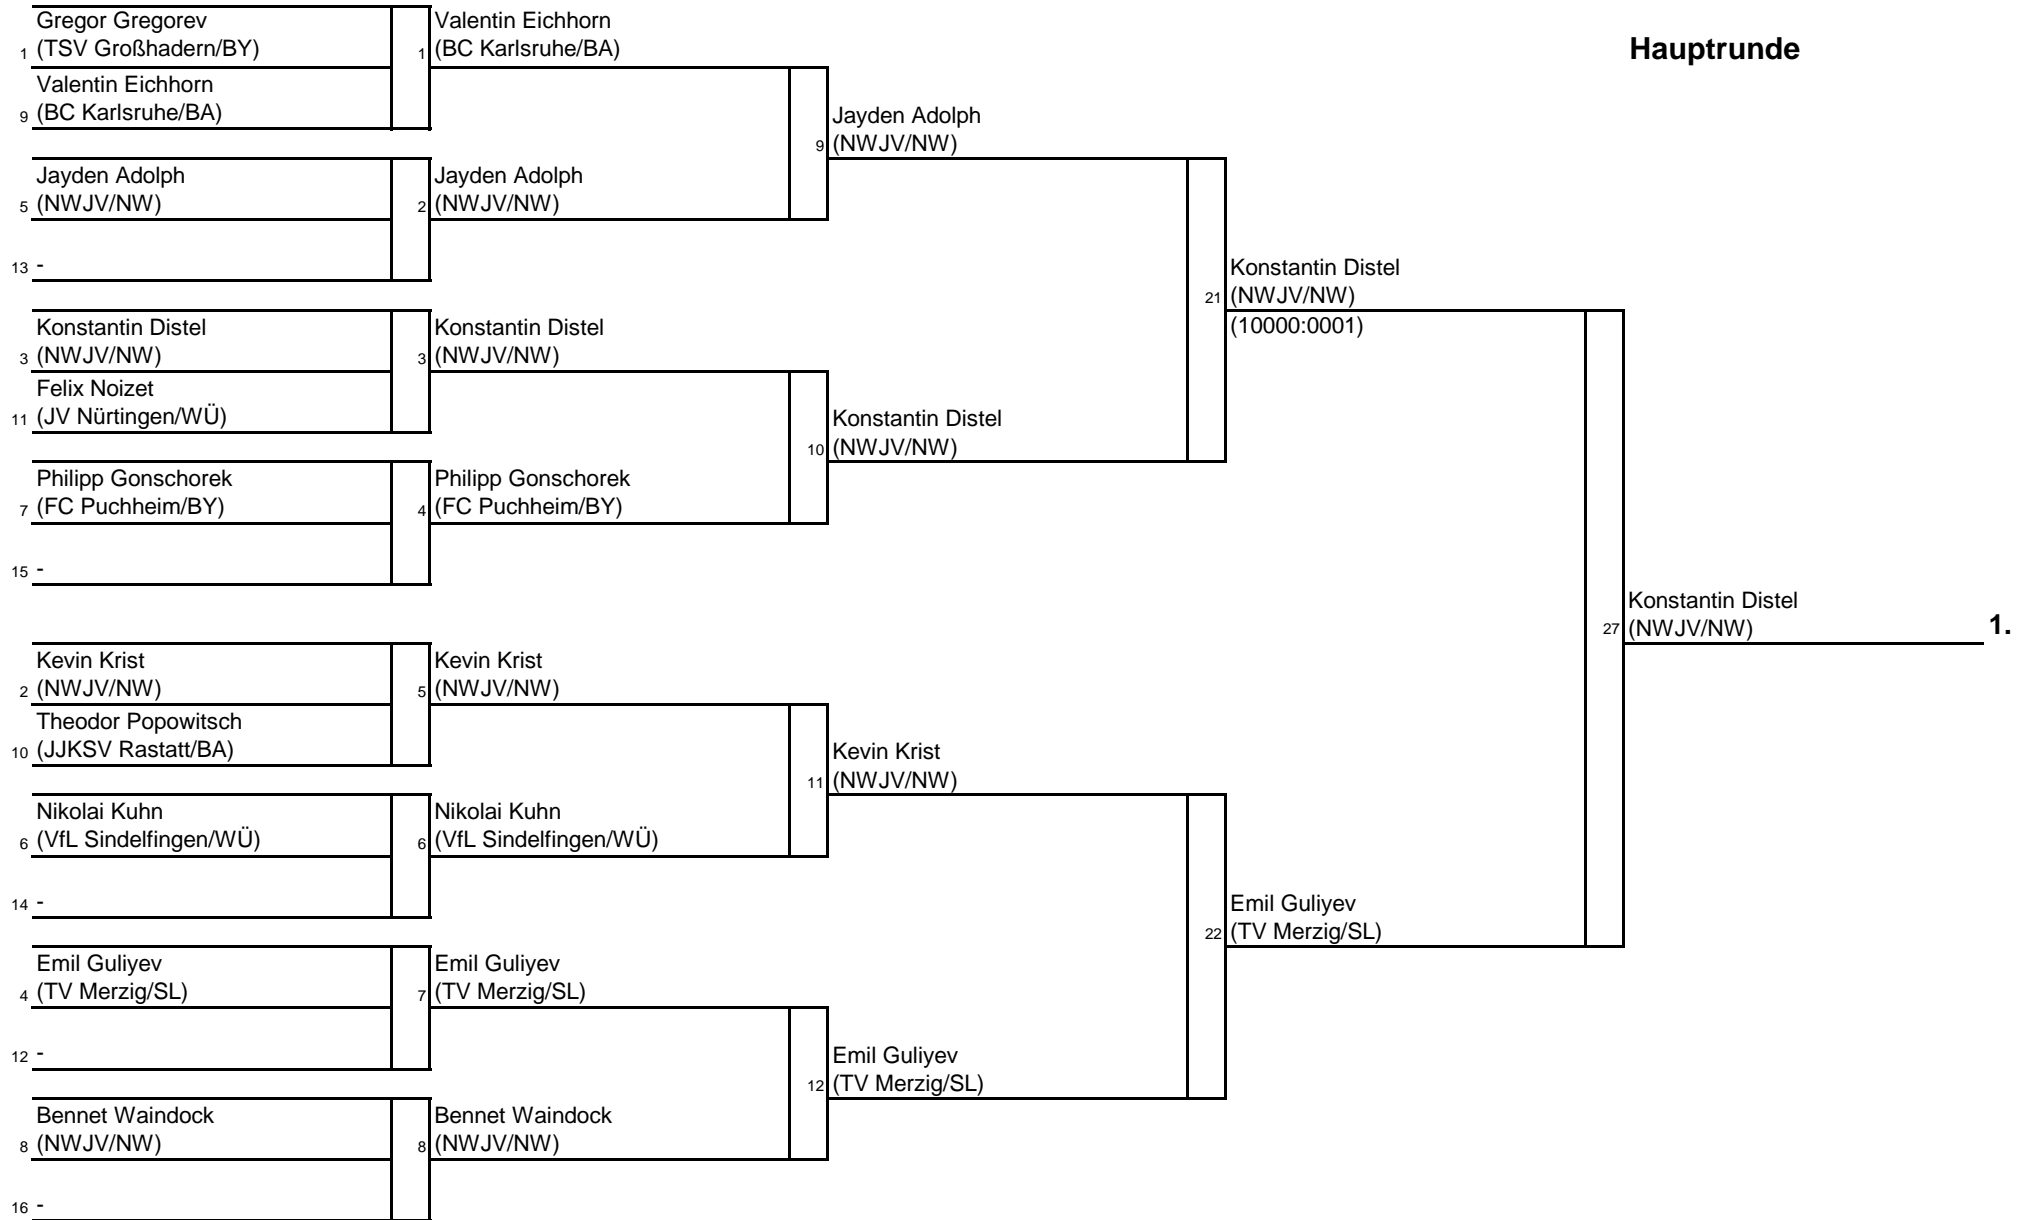 Hauptrunde
Gregor Gregorev
1 (TSV Großhadern/BY)
Valentin Eichhorn
9 (BC Karlsruhe/BA)
Jayden Adolph
5 (NWJV/NW)
13 -
Konstantin Distel
3 (NWJV/NW)
Felix Noizet
11 (JV Nürtingen/WÜ)
Philipp Gonschorek
7 (FC Puchheim/BY)
15 -
Kevin Krist
2 (NWJV/NW)
Theodor Popowitsch
10 (JJKSV Rastatt/BA)
Nikolai Kuhn
6 (VfL Sindelfingen/WÜ)
14 -
Emil Guliyev
4 (TV Merzig/SL)
12 -
Bennet Waindock
8 (NWJV/NW)
16 -
Valentin Eichhorn
1 (BC Karlsruhe/BA)
Jayden Adolph
2 (NWJV/NW)
Konstantin Distel
3 (NWJV/NW)
Philipp Gonschorek
4 (FC Puchheim/BY)
Kevin Krist
5 (NWJV/NW)
Nikolai Kuhn
6 (VfL Sindelfingen/WÜ)
Emil Guliyev
7 (TV Merzig/SL)
Bennet Waindock
8 (NWJV/NW)
Jayden Adolph
9 (NWJV/NW)
Konstantin Distel
10 (NWJV/NW)
Kevin Krist
11 (NWJV/NW)
Emil Guliyev
12 (TV Merzig/SL)
Konstantin Distel
21 (NWJV/NW)
(10000:0001)
Emil Guliyev
22 (TV Merzig/SL)
Konstantin Distel
27 (NWJV/NW) 1.